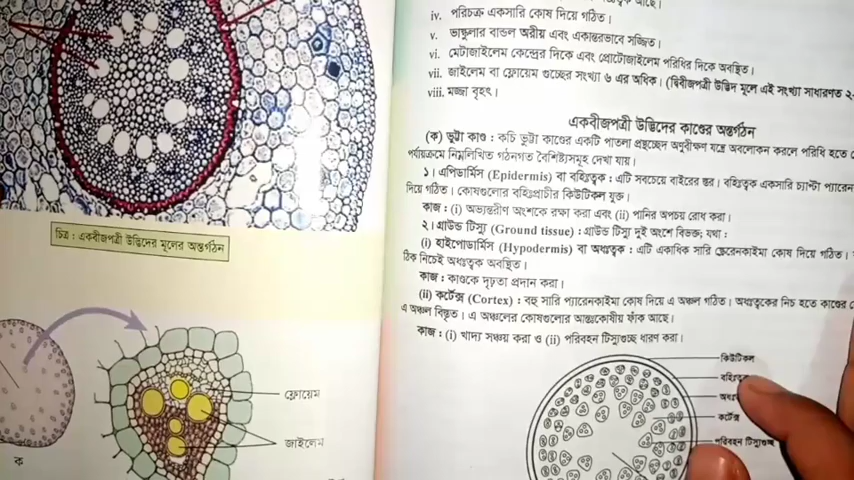 চিত্র : একবীজপত্রী উদ্ভিদের মূলের অন্তর্গঠন
ফ্লোয়েম
জাইলেম
ক
আছে।
iv. পরিচক্র একসারি কোষ দিয়ে গঠিত।
v. ভাস্কুলার বান্ডল অরীয় এবং একান্তরভাবে সজ্জিত।
vi. মেটাজাইলেম কেন্দ্রের দিকে এবং প্রোটোজাইলেম পরিধির দিকে অবস্থিত।
vii. জাইলেম বা ফ্লোয়েম গুচ্ছের সংখ্যা ৬ এর অধিক। (দ্বিবীজপত্রী উদ্ভিদ মূলে এই সংখ্যা সাধারণত ২-
viii. মজ্জা বৃহৎ।
একবীজপত্রী উদ্ভিদের কাণ্ডের অন্তর্গঠন
(ক) ভুট্টা কাণ্ড : কচি ভুট্টা কাণ্ডের একটি পাতলা প্রস্থচ্ছেদ অণুবীক্ষণ যন্ত্রে অবলোকন করলে পরিধি হতে
পর্যায়ক্রমে নিম্নলিখিত গঠনগত বৈশিষ্ট্যসমূহ দেখা যায়।
১। এপিডার্মিস (Epidermis) বা বহিঃত্বক : এটি সবচেয়ে বাইরের স্তর। বহিঃত্বক একসারি চ্যাপ্টা প্যারেন
দিয়ে গঠিত। কোষগুলোর বহিঃপ্রাচীর কিউটিকল যুক্ত।
কাজ : (i) অভ্যন্তরীণ অংশকে রক্ষা করা এবং (ii) পানির অপচয় রোধ করা।
২। গ্রাউন্ড টিস্যু (Ground tissue) : গ্রাউন্ড টিস্যু দুই অংশে বিভক্ত; যথা :
(i) হাইপোডার্মিস (Hypodermis) বা অধঃত্বক : এটি একাধিক সারি স্ক্লেরেনকাইমা কোষ দিয়ে গঠিত।
ঠিক নিচেই অধঃত্বক অবস্থিত।
কাজ : কাণ্ডকে দৃঢ়তা প্রদান করা।
(ii) কর্টেক্স (Cortex) : বহু সারি প্যারেনকাইমা কোষ দিয়ে এ অঞ্চল গঠিত। অধঃত্বকের নিচ হতে কাণ্ডের
এ অঞ্চল বিস্তৃত। এ অঞ্চলের কোষগুলোর আন্তঃকোষীয় ফাঁক আছে।
কাজ : (i) খাদ্য সঞ্চয় করা ও (ii) পরিবহন টিস্যুগুচ্ছ ধারণ করা।
কিউটিকল
বহিঃত্বক
অধঃ
কর্টেক্স
পরিবহন টিস্যুগুচ্ছ